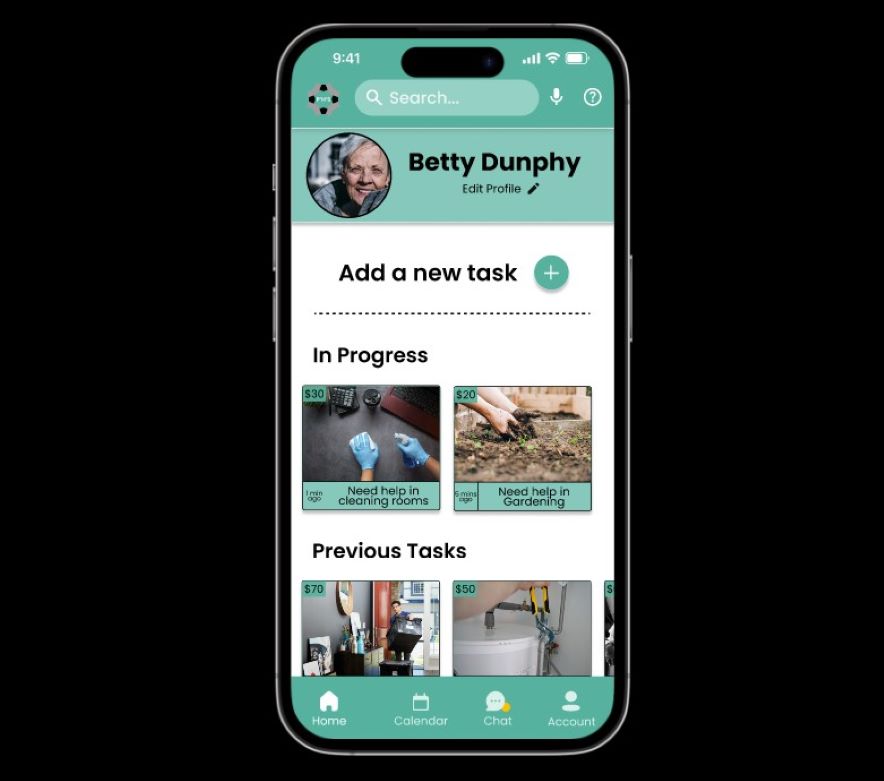 9:41
Search...
Betty Dunphy
Edit Profile
Add a new task
In Progress
$30
$20
1 min
ago
Need help in
cleaning rooms
5 mins
ago
Need help in
Gardening
Previous Tasks
$70
$50
Home
Calendar
Chat
Account